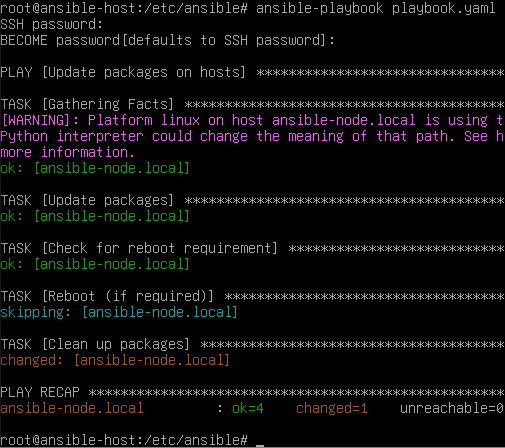 root@ansible-host:/etc/ansible# ansible-playbook playbook.yaml
SSH password:
BECOME password[defaults to SSH password]:
PLAY [Update packages on hosts] *******************************
TASK [Gathering Facts] ****************************************
[WARNING]: Platform linux on host ansible-node.local is using t
Python interpreter could change the meaning of that path. See h
more information.
ok: [ansible-node.local]
TASK [Update packages] ****************************************
ok: [ansible-node.local]
TASK [Check for reboot requirement] ***************************
ok: [ansible-node.local]
TASK [Reboot (if required)] ***********************************
skipping: [ansible-node.local]
TASK [Clean up packages] **************************************
changed: [ansible-node.local]
PLAY RECAP ****************************************************
ansible-node.local : ok=4 changed=1 unreachable=0
root@ansible-host:/etc/ansible# _